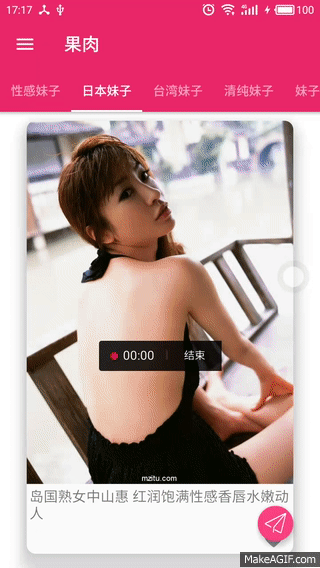 17:17
4G
100
果肉
性感妹子 日本妹子 台湾妹子 清纯妹子 妹子
00:00 结束
mzitu.com
岛国熟女中山惠 红润饱满性感香唇水嫩动
人
MakeAGIF.com